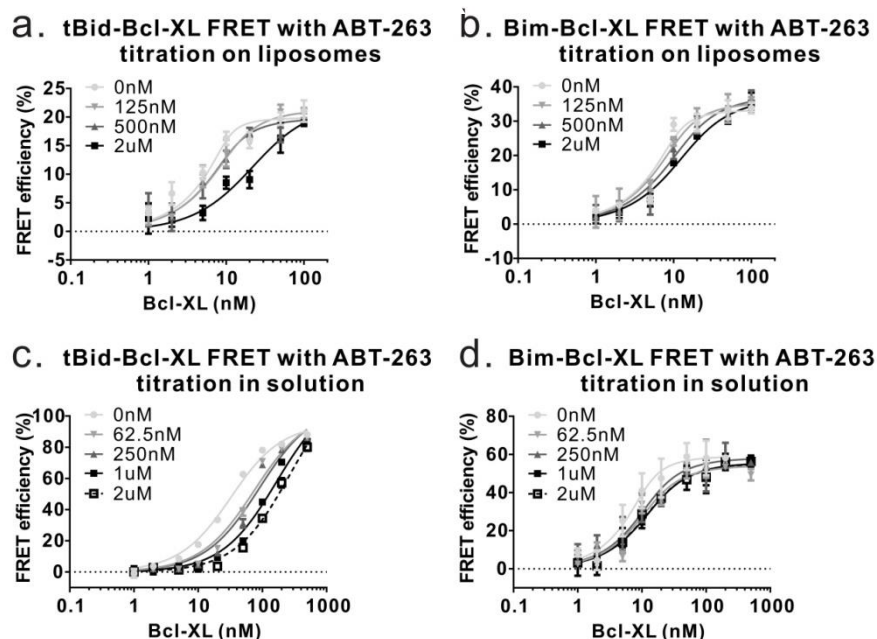 a.
tBid-Bcl-XL FRET with ABT-263
titration on liposomes
FRET efficiency (%)
25
20
15
10
5
0
-5
0nM
125nM
500nM
2uM
0.1
1
10
100
Bcl-XL (nM)
b.
Bim-Bcl-XL FRET with ABT-263
titration on liposomes
FRET efficiency (%)
40
30
20
10
0
-10
0nM
125nM
500nM
2uM
0.1
1
10
100
Bcl-XL (nM)
c.
tBid-Bcl-XL FRET with ABT-263
titration in solution
FRET efficiency (%)
100
80
60
40
20
0
0nM
62.5nM
250nM
1uM
2uM
0.1
1
10
100
1000
Bcl-XL (nM)
d.
Bim-Bcl-XL FRET with ABT-263
titration in solution
FRET efficiency (%)
80
60
40
20
0
0nM
62.5nM
250nM
1uM
2uM
0.1
1
10
100
1000
Bcl-XL (nM)